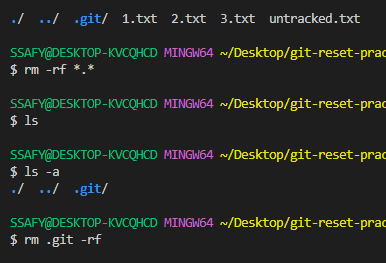 ./  ../  .git/  1.txt  2.txt  3.txt  untracked.txt
SSAFY@DESKTOP-KVCQHCD MINGW64 ~/Desktop/git-reset-prac
$ rm -rf *.*
SSAFY@DESKTOP-KVCQHCD MINGW64 ~/Desktop/git-reset-prac
$ ls
SSAFY@DESKTOP-KVCQHCD MINGW64 ~/Desktop/git-reset-prac
$ ls -a
./  ../  .git/
SSAFY@DESKTOP-KVCQHCD MINGW64 ~/Desktop/git-reset-prac
$ rm .git -rf